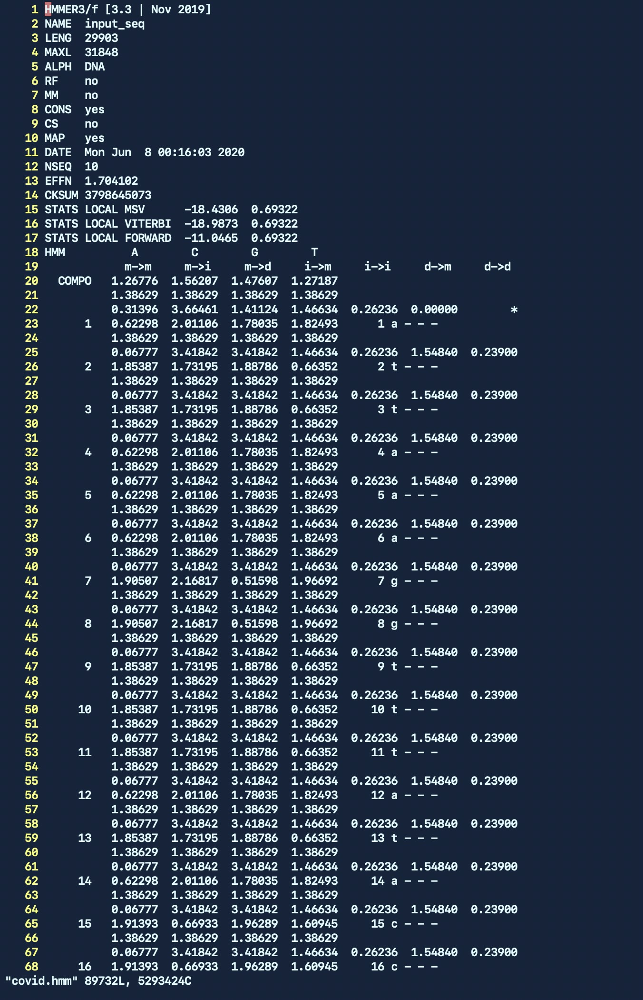 1 HMMER3/f [3.3 | Nov 2019]
2 NAME  input_seq
3 LENG  29903
4 MAXL  31848
5 ALPH  DNA
6 RF    no
7 MM    no
8 CONS  yes
9 CS    no
10 MAP   yes
11 DATE  Mon Jun  8 00:16:03 2020
12 NSEQ  10
13 EFFN  1.704102
14 CKSUM 3798645073
15 STATS LOCAL MSV      -18.4306  0.69322
16 STATS LOCAL VITERBI  -18.9873  0.69322
17 STATS LOCAL FORWARD  -11.0465  0.69322
18 HMM          A        C        G        T
19             m->m     m->i     m->d     i->m     i->i     d->m     d->d
20   COMPO   1.26776  1.56207  1.47607  1.27187
21           1.38629  1.38629  1.38629  1.38629
22           0.31396  3.66461  1.41124  1.46634  0.26236  0.00000        *
23       1   0.62298  2.01106  1.78035  1.82493      1 a - - -
24           1.38629  1.38629  1.38629  1.38629
25           0.06777  3.41842  3.41842  1.46634  0.26236  1.54840  0.23900
26       2   1.85387  1.73195  1.88786  0.66352      2 t - - -
27           1.38629  1.38629  1.38629  1.38629
28           0.06777  3.41842  3.41842  1.46634  0.26236  1.54840  0.23900
29       3   1.85387  1.73195  1.88786  0.66352      3 t - - -
30           1.38629  1.38629  1.38629  1.38629
31           0.06777  3.41842  3.41842  1.46634  0.26236  1.54840  0.23900
32       4   0.62298  2.01106  1.78035  1.82493      4 a - - -
33           1.38629  1.38629  1.38629  1.38629
34           0.06777  3.41842  3.41842  1.46634  0.26236  1.54840  0.23900
35       5   0.62298  2.01106  1.78035  1.82493      5 a - - -
36           1.38629  1.38629  1.38629  1.38629
37           0.06777  3.41842  3.41842  1.46634  0.26236  1.54840  0.23900
38       6   0.62298  2.01106  1.78035  1.82493      6 a - - -
39           1.38629  1.38629  1.38629  1.38629
40           0.06777  3.41842  3.41842  1.46634  0.26236  1.54840  0.23900
41       7   1.90507  2.16817  0.51598  1.96692      7 g - - -
42           1.38629  1.38629  1.38629  1.38629
43           0.06777  3.41842  3.41842  1.46634  0.26236  1.54840  0.23900
44       8   1.90507  2.16817  0.51598  1.96692      8 g - - -
45           1.38629  1.38629  1.38629  1.38629
46           0.06777  3.41842  3.41842  1.46634  0.26236  1.54840  0.23900
47       9   1.85387  1.73195  1.88786  0.66352      9 t - - -
48           1.38629  1.38629  1.38629  1.38629
49           0.06777  3.41842  3.41842  1.46634  0.26236  1.54840  0.23900
50      10   1.85387  1.73195  1.88786  0.66352     10 t - - -
51           1.38629  1.38629  1.38629  1.38629
52           0.06777  3.41842  3.41842  1.46634  0.26236  1.54840  0.23900
53      11   1.85387  1.73195  1.88786  0.66352     11 t - - -
54           1.38629  1.38629  1.38629  1.38629
55           0.06777  3.41842  3.41842  1.46634  0.26236  1.54840  0.23900
56      12   0.62298  2.01106  1.78035  1.82493     12 a - - -
57           1.38629  1.38629  1.38629  1.38629
58           0.06777  3.41842  3.41842  1.46634  0.26236  1.54840  0.23900
59      13   1.85387  1.73195  1.88786  0.66352     13 t - - -
60           1.38629  1.38629  1.38629  1.38629
61           0.06777  3.41842  3.41842  1.46634  0.26236  1.54840  0.23900
62      14   0.62298  2.01106  1.78035  1.82493     14 a - - -
63           1.38629  1.38629  1.38629  1.38629
64           0.06777  3.41842  3.41842  1.46634  0.26236  1.54840  0.23900
65      15   1.91393  0.66933  1.96289  1.60945     15 c - - -
66           1.38629  1.38629  1.38629  1.38629
67           0.06777  3.41842  3.41842  1.46634  0.26236  1.54840  0.23900
68      16   1.91393  0.66933  1.96289  1.60945     16 c - - -
"covid.hmm" 89732L, 5293424C